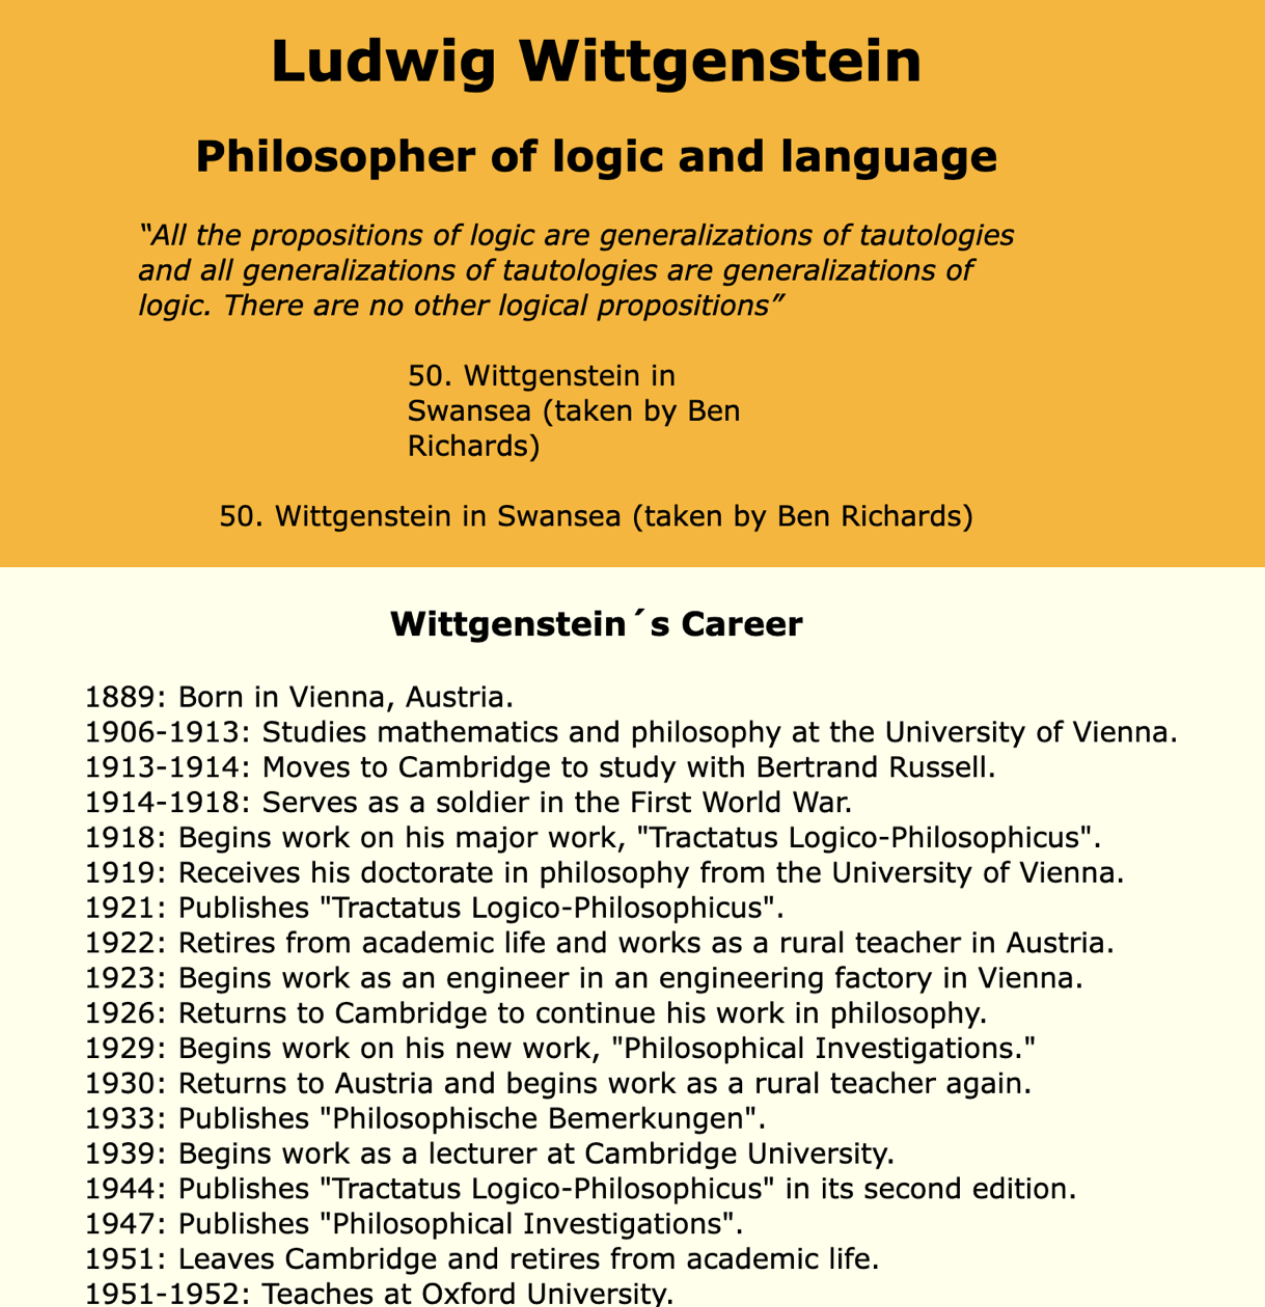 Ludwig Wittgenstein
Philosopher of logic and language
“All the propositions of logic are generalizations of tautologies
and all generalizations of tautologies are generalizations of
logic. There are no other logical propositions”
50. Wittgenstein in
Swansea (taken by Ben
Richards)
50. Wittgenstein in Swansea (taken by Ben Richards)
Wittgenstein´s Career
1889: Born in Vienna, Austria.
1906-1913: Studies mathematics and philosophy at the University of Vienna.
1913-1914: Moves to Cambridge to study with Bertrand Russell.
1914-1918: Serves as a soldier in the First World War.
1918: Begins work on his major work, "Tractatus Logico-Philosophicus".
1919: Receives his doctorate in philosophy from the University of Vienna.
1921: Publishes "Tractatus Logico-Philosophicus".
1922: Retires from academic life and works as a rural teacher in Austria.
1923: Begins work as an engineer in an engineering factory in Vienna.
1926: Returns to Cambridge to continue his work in philosophy.
1929: Begins work on his new work, "Philosophical Investigations."
1930: Returns to Austria and begins work as a rural teacher again.
1933: Publishes "Philosophische Bemerkungen".
1939: Begins work as a lecturer at Cambridge University.
1944: Publishes "Tractatus Logico-Philosophicus" in its second edition.
1947: Publishes "Philosophical Investigations".
1951: Leaves Cambridge and retires from academic life.
1951-1952: Teaches at Oxford University.